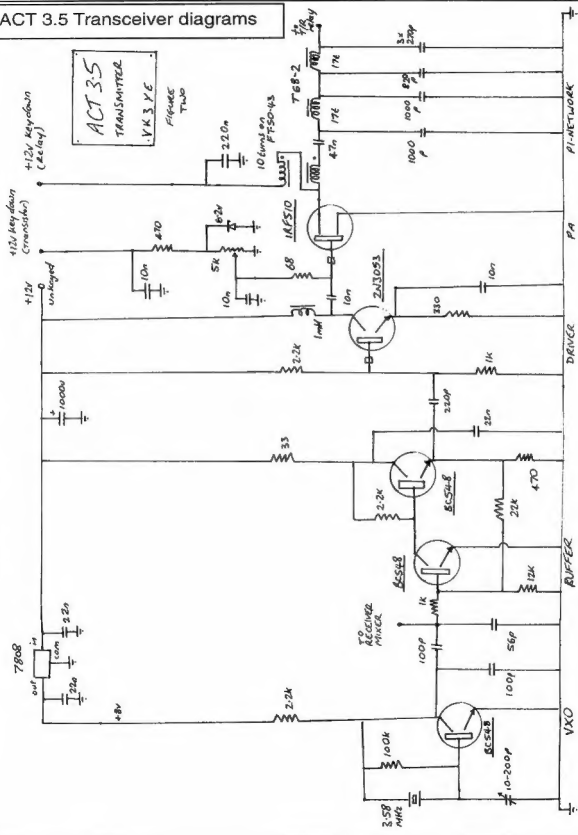 ACT 3.5 Transceiver diagrams
ACT 3.5
TRANSMITTER
VK3YE
FIGURE
TWO
+12V keydown
(Relay)
+12V keydown
(transistor)
+12V
unkeyed
7808
out
in
com
22n
22n
+8v
1000u
+
470
10n
8.2v
5k
10n
68
220n
10 turns on
FT50-43
IRF510
47n
T68-2
17t
17t
to
T/R
relay
1000
p
1000
p
820
p
3x
270p
2.2k
100k
3.58
MHz
10-200p
BC548
100p
100p
56p
TO
RECEIVER
MIXER
1k
BC548
12k
22k
2.2k
33
BC548
470
22n
220p
2.2k
1k
1mH
10n
2N3053
330
10n
VXO
BUFFER
DRIVER
PA
PI-NETWORK